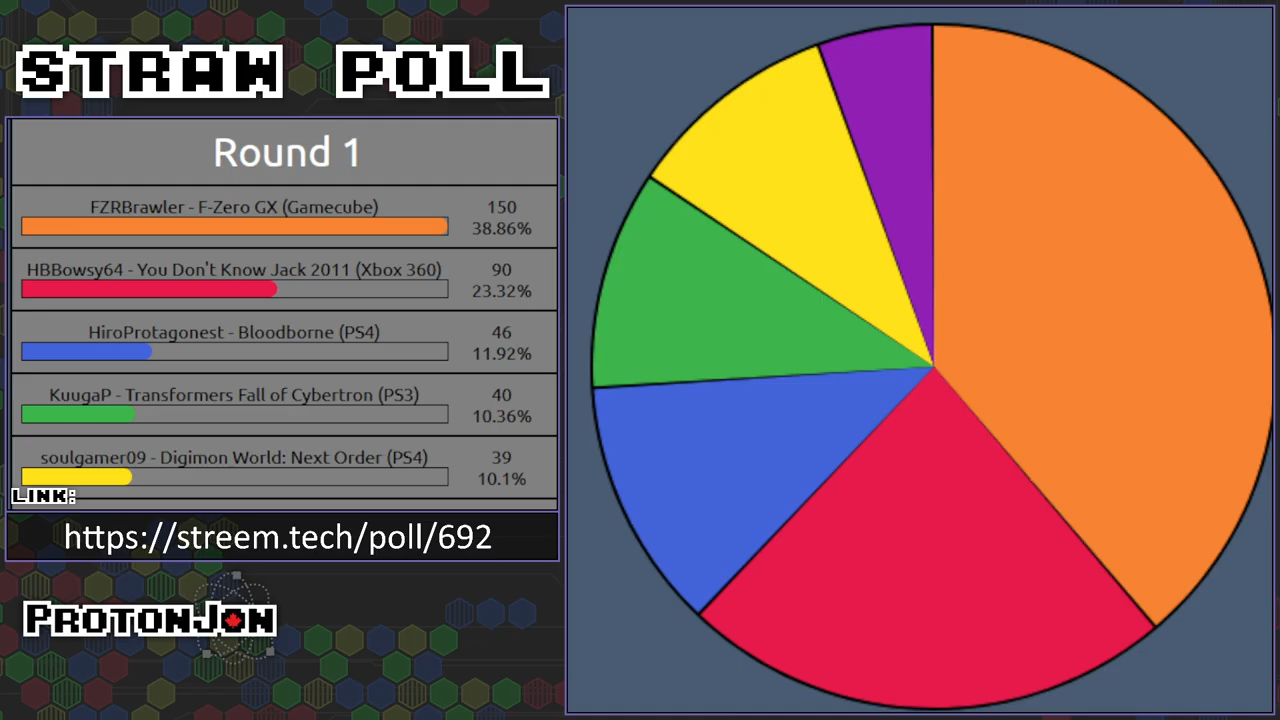 STRAW POLL
Round 1
FZRBrawler - F-Zero GX (Gamecube)
150
38.86%
HBBowsy64 - You Don't Know Jack 2011 (Xbox 360)
90
23.32%
HiroProtagonest - Bloodborne (PS4)
46
11.92%
KuugaP - Transformers Fall of Cybertron (PS3)
40
10.36%
soulgamer09 - Digimon World: Next Order (PS4)
39
10.1%
LINK:
https://streem.tech/poll/692
PROTONJON